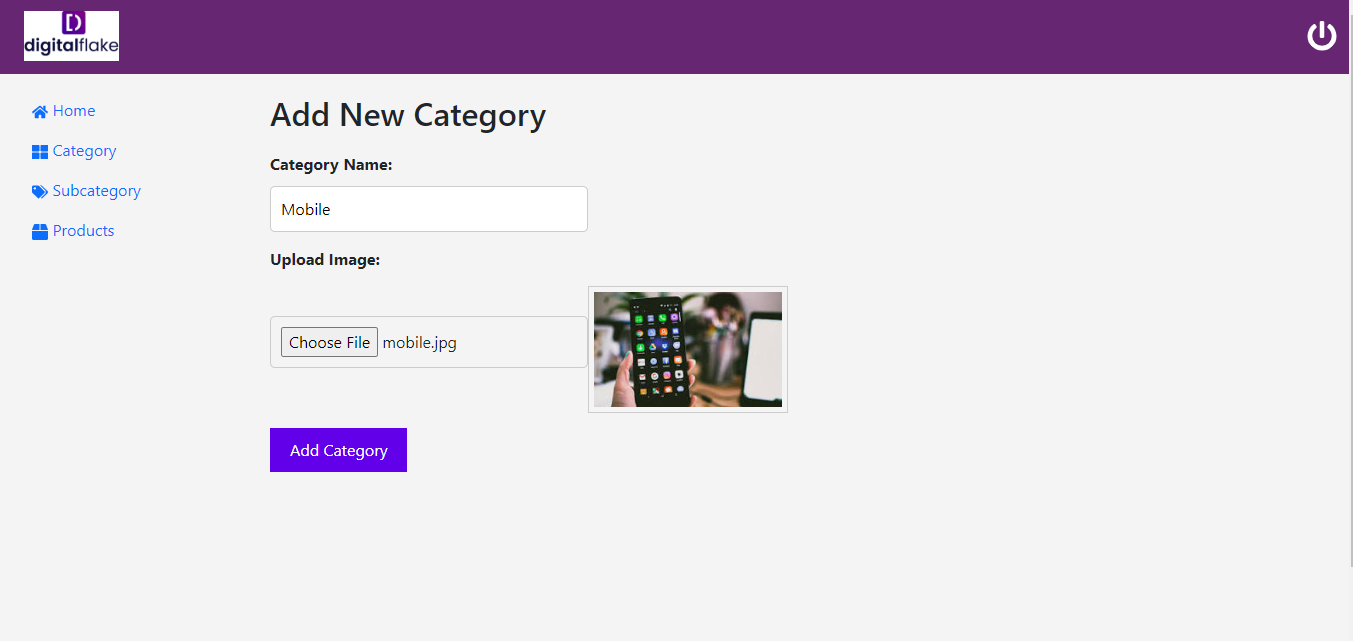 digitalflake
Home
Category
Subcategory
Products
Add New Category
Category Name:
Mobile
Upload Image:
Choose File mobile.jpg
Add Category